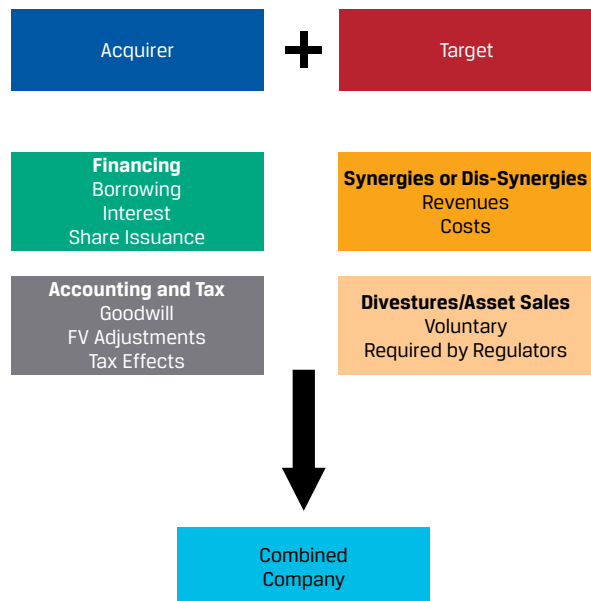 Acquirer
+
Target
Financing
Borrowing
Interest
Share Issuance
Synergies or Dis-Synergies
Revenues
Costs
Accounting and Tax
Goodwill
FV Adjustments
Tax Effects
Divestures/Asset Sales
Voluntary
Required by Regulators
Combined
Company